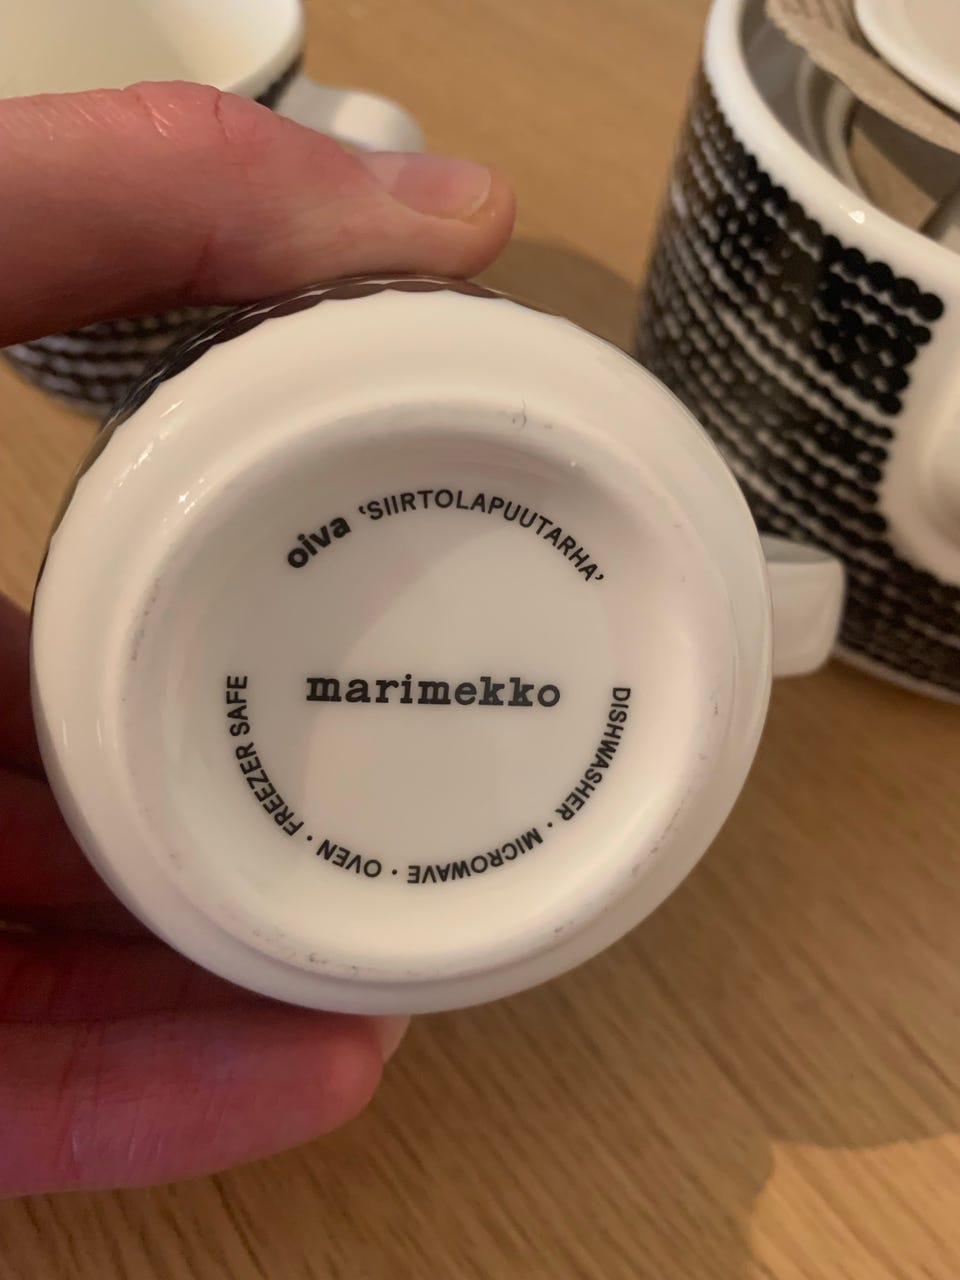 oiva ‘SIIRTOLAPUUTARHA’
marimekko
DISHWASHER · MICROWAVE · OVEN · FREEZER SAFE